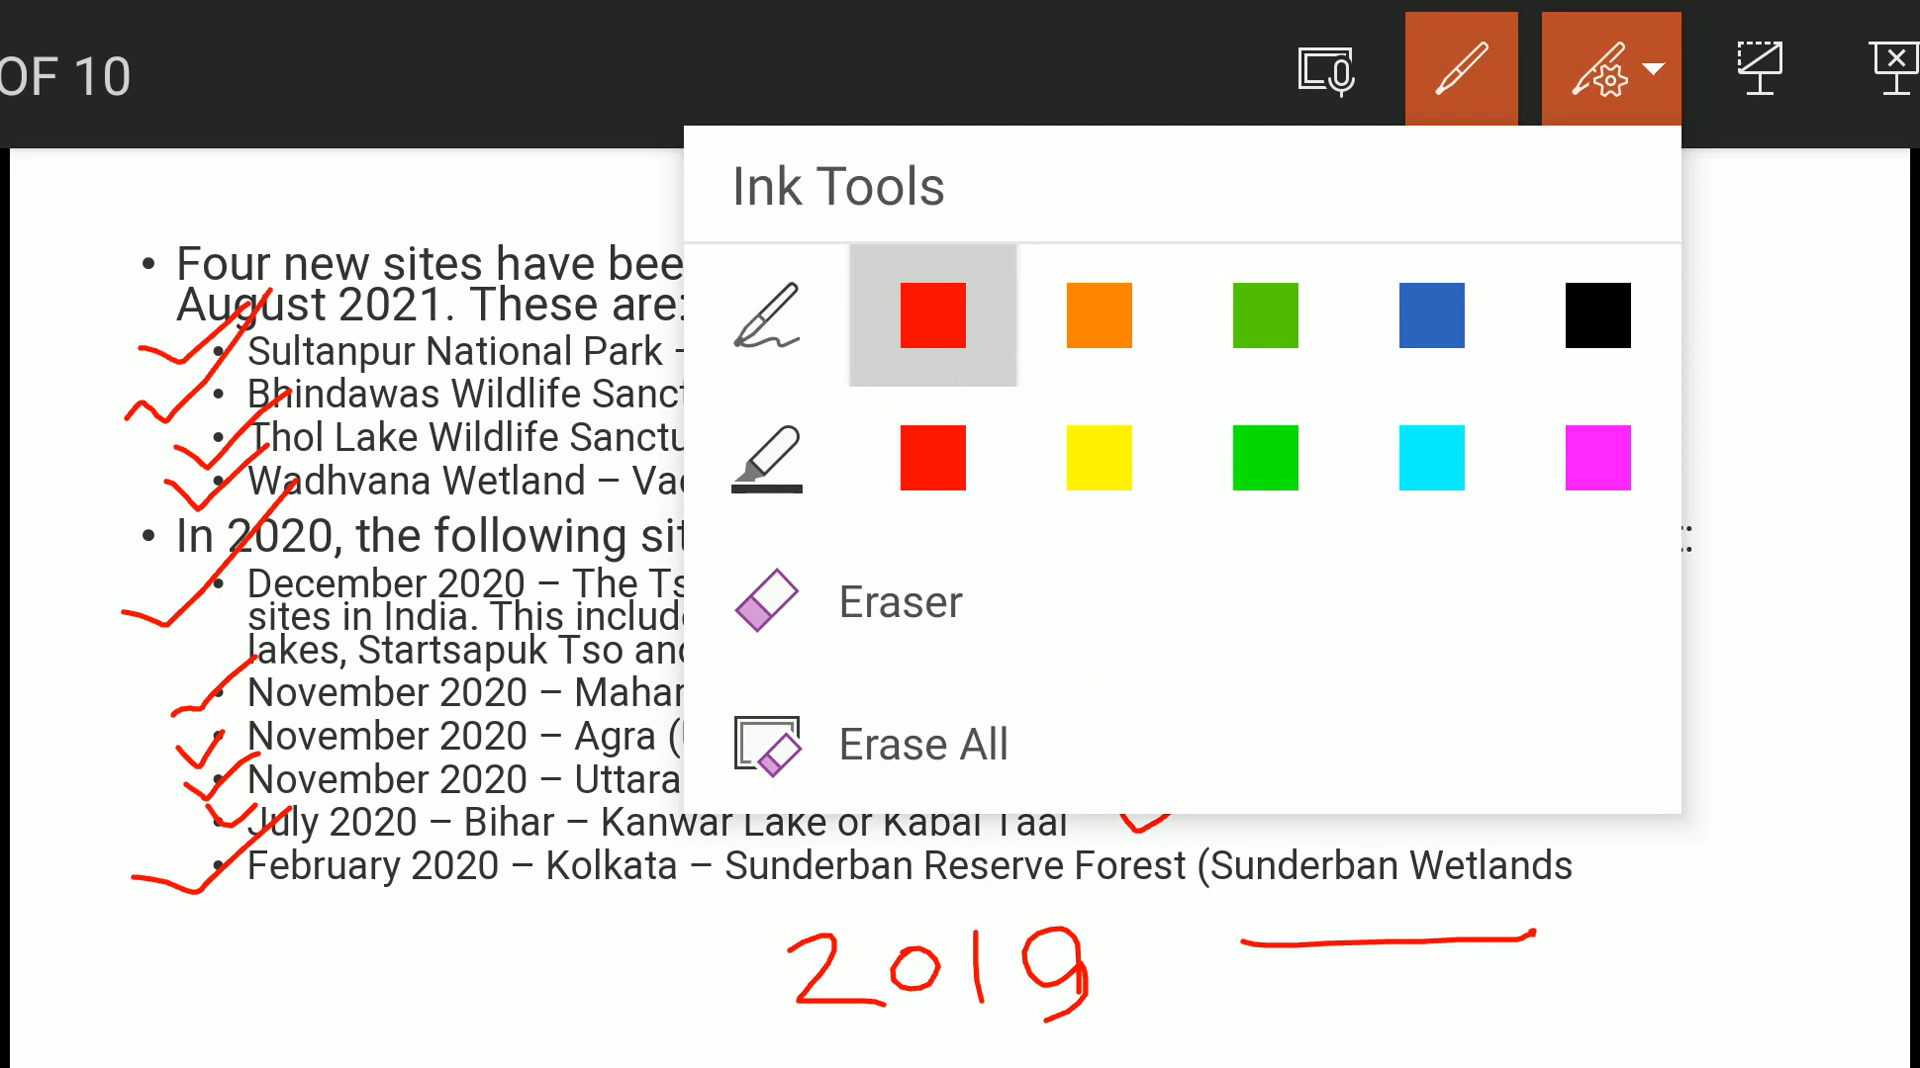 OF 10
Ink Tools
• Four new sites have bee
August 2021. These are:
• Sultanpur National Park -
• Bhindawas Wildlife Sanct
• Thol Lake Wildlife Sanctu
• Wadhvana Wetland – Va
• In 2020, the following sit
t:
• December 2020 – The Ts
sites in India. This includ
lakes, Startsapuk Tso and
• November 2020 – Mahar
• November 2020 – Agra (
• November 2020 – Uttara
• July 2020 – Bihar – Kanwar Lake or Kabal Taal
• February 2020 – Kolkata – Sunderban Reserve Forest (Sunderban Wetlands
Eraser
Erase All
2019